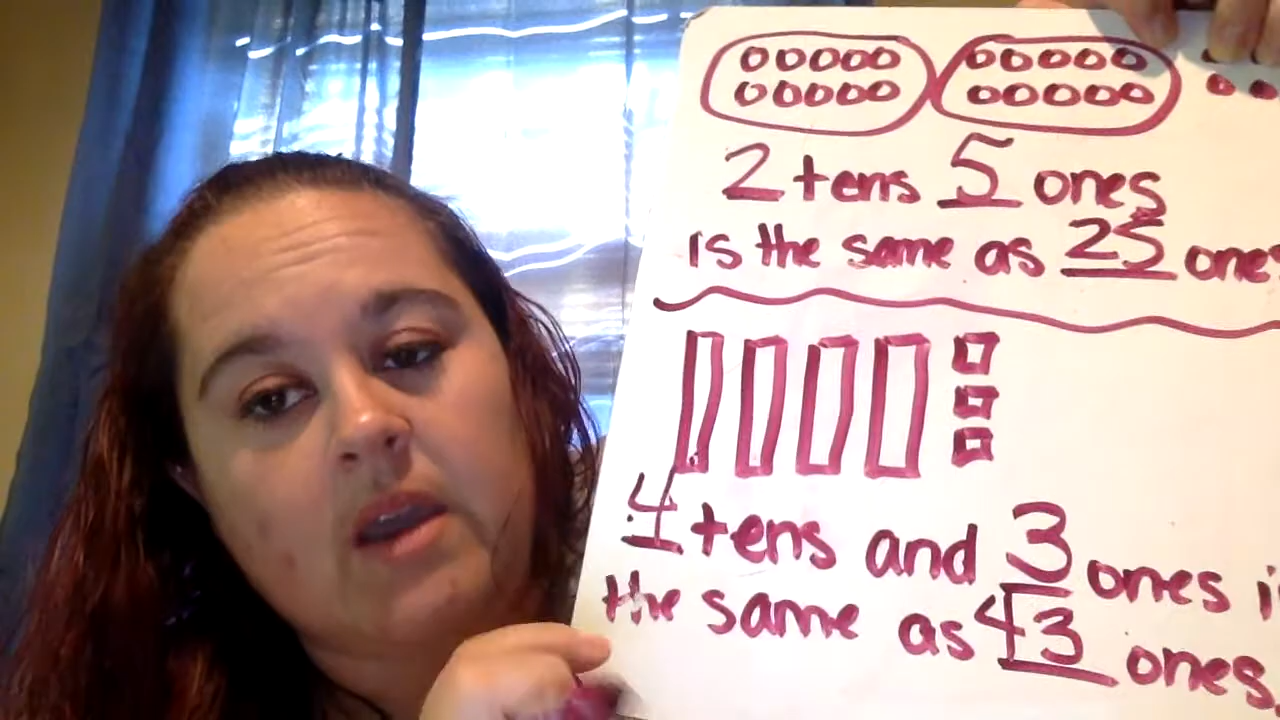 2 tens 5 ones
is the same as 25 ones
4 tens and 3 ones i
the same as 43 ones.